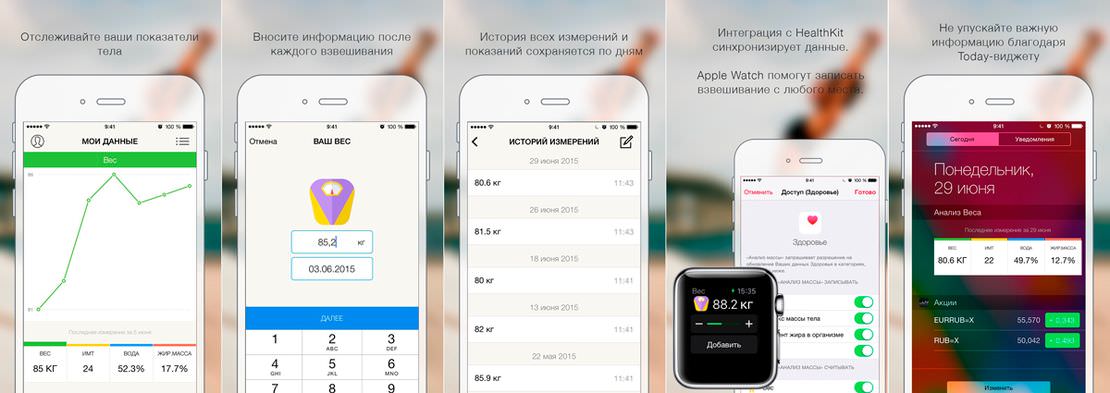 Отслеживайте ваши показатели
тела
9:41
100 %
МОИ ДАННЫЕ
Вес
86
81
Последнее измерение за 5 июня
ВЕС
ИМТ
ВОДА
ЖИР.МАССА
85 КГ
24
52.3%
17.7%
Вносите информацию после
каждого взвешивания
9:41
100 %
Отмена
ВАШ ВЕС
85,2
кг
03.06.2015
ДАЛЕЕ
1
2
ABC
3
DEF
4
GHI
5
JKL
6
MNO
7
8
9
История всех измерений и
показаний сохраняется по дням
9:41
100 %
ИСТОРИЙ ИЗМЕРЕНИЙ
29 июня 2015
80.6 кг
11:43
26 июня 2015
81.5 кг
11:43
18 июня 2015
80 кг
11:41
13 июня 2015
82 кг
11:41
22 мая 2015
85.9 кг
11:41
Интеграция с HealthKit
синхронизирует данные.
Apple Watch помогут записать
взвешивание с любого места.
9:41
100 %
Отменить
Доступ (Здоровье)
Готово
Здоровье
«Анализ массы» запрашивает разрешение на
обновление Ваших данных Здоровья в категориях,
«АНАЛИЗ МАССЫ» ЗАПИСЫВАТЬ:
кс массы тела
нт жира в организме
«АНАЛИЗ МАССЫ» СЧИТЫВАТЬ:
Вес
Вес
15:35
88.2 кг
Добавить
Не упускайте важную
информацию благодаря
Today-виджету
9:41
100 %
Сегодня
Уведомления
Понедельник,
29 июня
Анализ Веса
Последнее измерение за 29 июня
ВЕС
ИМТ
ВОДА
ЖИР.МАССА
80.6 КГ
22
49.7%
12.7%
Акции
EURRUB=X
55,570
RUB=X
50,042
Изменить